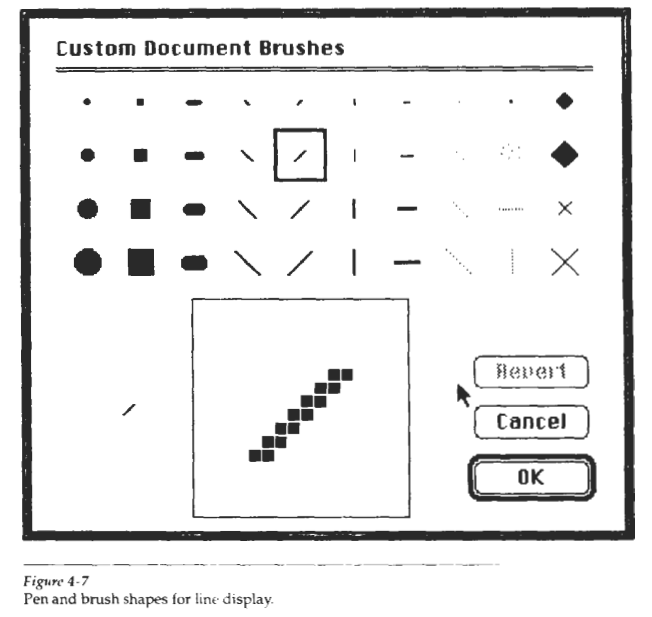 Custom Document Brushes
Revert
Cancel
OK
Figure 4-7
Pen and brush shapes for line display.